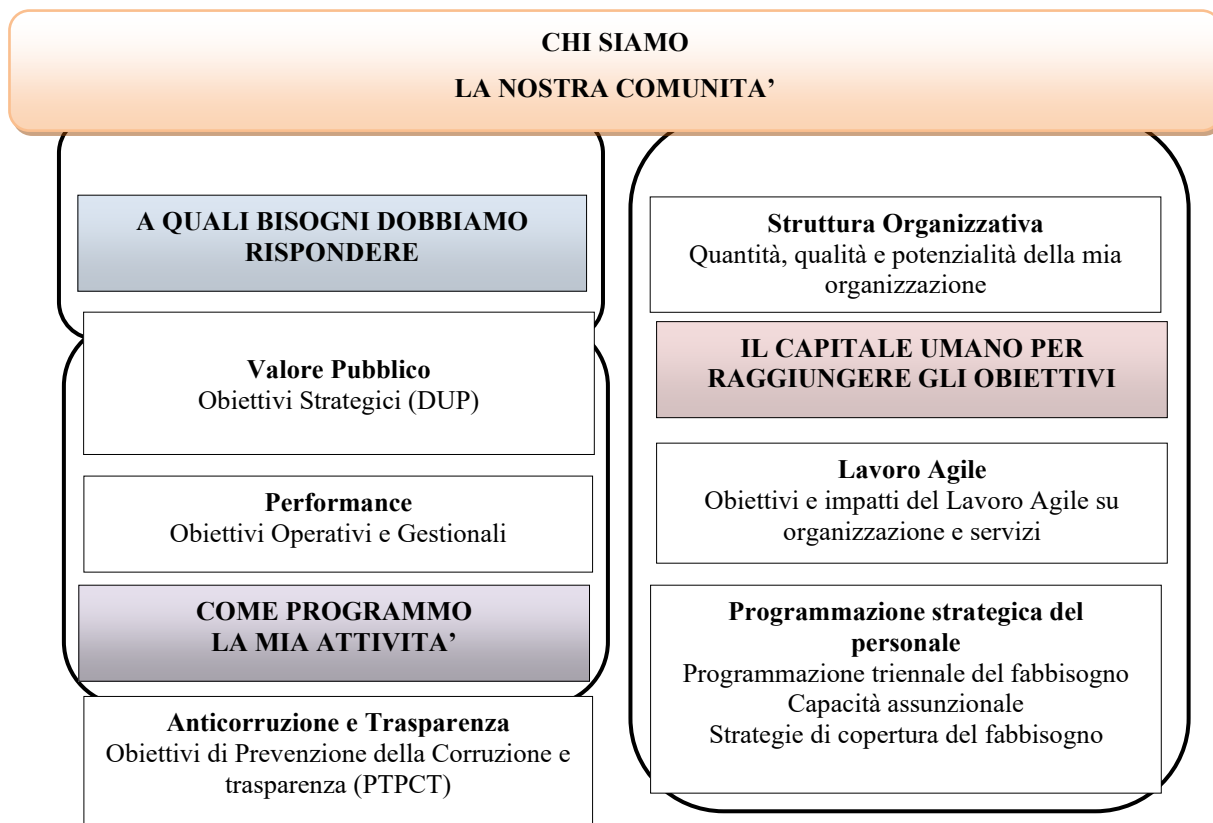 CHI SIAMO
LA NOSTRA COMUNITA’
A QUALI BISOGNI DOBBIAMO
RISPONDERE
Valore Pubblico
Obiettivi Strategici (DUP)
Performance
Obiettivi Operativi e Gestionali
COME PROGRAMMO
LA MIA ATTIVITA’
Anticorruzione e Trasparenza
Obiettivi di Prevenzione della Corruzione e
trasparenza (PTPCT)
Struttura Organizzativa
Quantità, qualità e potenzialità della mia
organizzazione
IL CAPITALE UMANO PER
RAGGIUNGERE GLI OBIETTIVI
Lavoro Agile
Obiettivi e impatti del Lavoro Agile su
organizzazione e servizi
Programmazione strategica del
personale
Programmazione triennale del fabbisogno
Capacità assunzionale
Strategie di copertura del fabbisogno